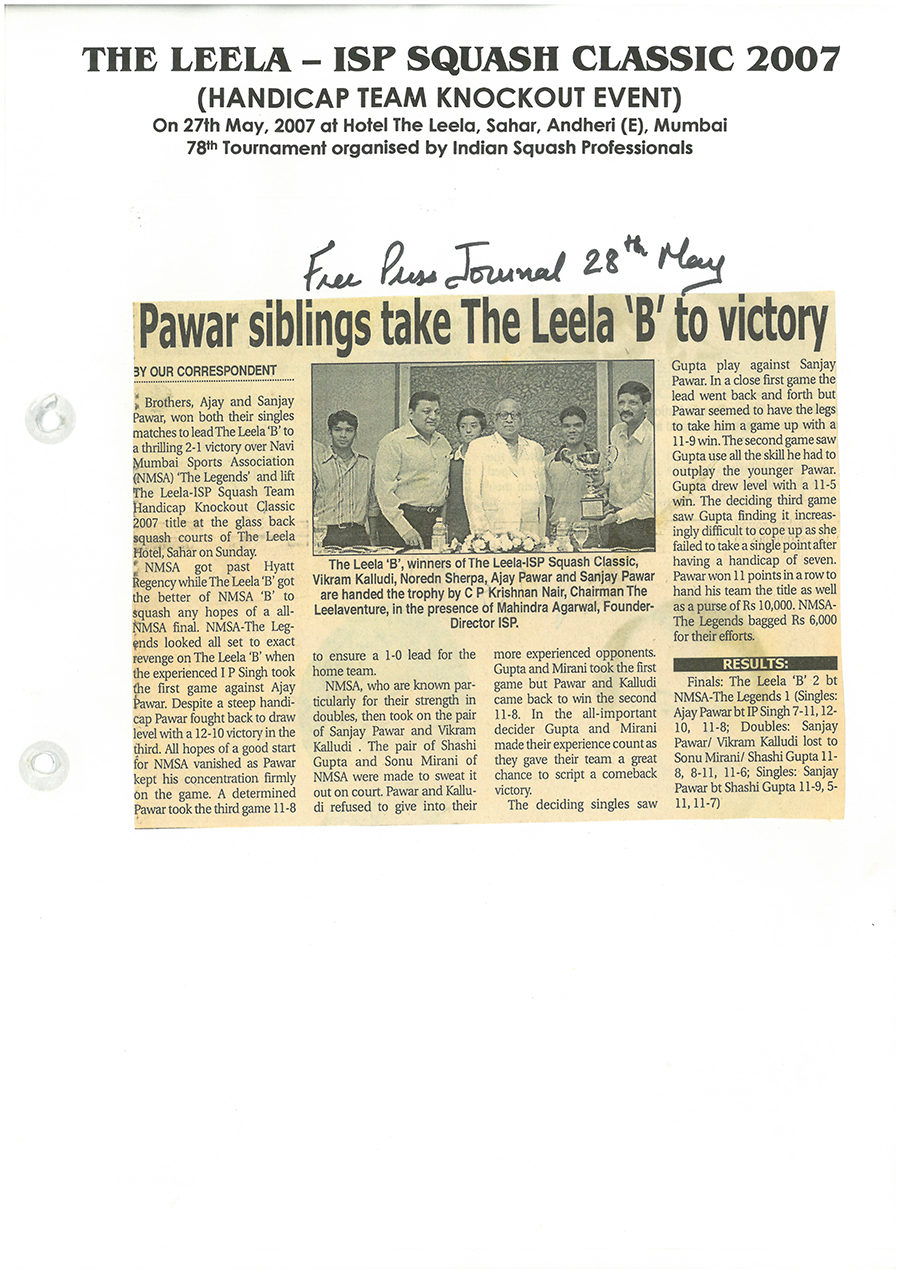 THE LEELA – ISP SQUASH CLASSIC 2007
(HANDICAP TEAM KNOCKOUT EVENT)
On 27th May, 2007 at Hotel The Leela, Sahar, Andheri (E), Mumbai
78th Tournament organised by Indian Squash Professionals
Free Press Journal 28th May
Pawar siblings take The Leela ‘B’ to victory
BY OUR CORRESPONDENT
Brothers, Ajay and Sanjay
Pawar, won both their singles
matches to lead The Leela ‘B’ to
a thrilling 2-1 victory over Navi
Mumbai Sports Association
(NMSA) ‘The Legends’ and lift
The Leela-ISP Squash Team
Handicap Knockout Classic
2007 title at the glass back
squash courts of The Leela
Hotel, Sahar on Sunday.
NMSA got past Hyatt
Regency while The Leela ‘B’ got
the better of NMSA ‘B’ to
squash any hopes of a all-
NMSA final. NMSA-The Leg-
ends looked all set to exact
revenge on The Leela ‘B’ when
the experienced I P Singh took
the first game against Ajay
Pawar. Despite a steep handi-
cap Pawar fought back to draw
level with a 12-10 victory in the
third. All hopes of a good start
for NMSA vanished as Pawar
kept his concentration firmly
on the game. A determined
Pawar took the third game 11-8
The Leela ‘B’, winners of The Leela-ISP Squash Classic,
Vikram Kalludi, Noredn Sherpa, Ajay Pawar and Sanjay Pawar
are handed the trophy by C P Krishnan Nair, Chairman The
Leelaventure, in the presence of Mahindra Agarwal, Founder-
Director ISP.
to ensure a 1-0 lead for the
home team.
NMSA, who are known par-
ticularly for their strength in
doubles, then took on the pair
of Sanjay Pawar and Vikram
Kalludi . The pair of Shashi
Gupta and Sonu Mirani of
NMSA were made to sweat it
out on court. Pawar and Kallu-
di refused to give into their
more experienced opponents.
Gupta and Mirani took the first
game but Pawar and Kalludi
came back to win the second
11-8. In the all-important
decider Gupta and Mirani
made their experience count as
they gave their team a great
chance to script a comeback
victory.
The deciding singles saw
Gupta play against Sanjay
Pawar. In a close first game the
lead went back and forth but
Pawar seemed to have the legs
to take him a game up with a
11-9 win. The second game saw
Gupta use all the skill he had to
outplay the younger Pawar.
Gupta drew level with a 11-5
win. The deciding third game
saw Gupta finding it increas-
ingly difficult to cope up as she
failed to take a single point after
having a handicap of seven.
Pawar won 11 points in a row to
hand his team the title as well
as a purse of Rs 10,000. NMSA-
The Legends bagged Rs 6,000
for their efforts.
RESULTS:
Finals: The Leela ‘B’ 2 bt
NMSA-The Legends 1 (Singles:
Ajay Pawar bt IP Singh 7-11, 12-
10, 11-8; Doubles: Sanjay
Pawar/ Vikram Kalludi lost to
Sonu Mirani/ Shashi Gupta 11-
8, 8-11, 11-6; Singles: Sanjay
Pawar bt Shashi Gupta 11-9, 5-
11, 11-7)